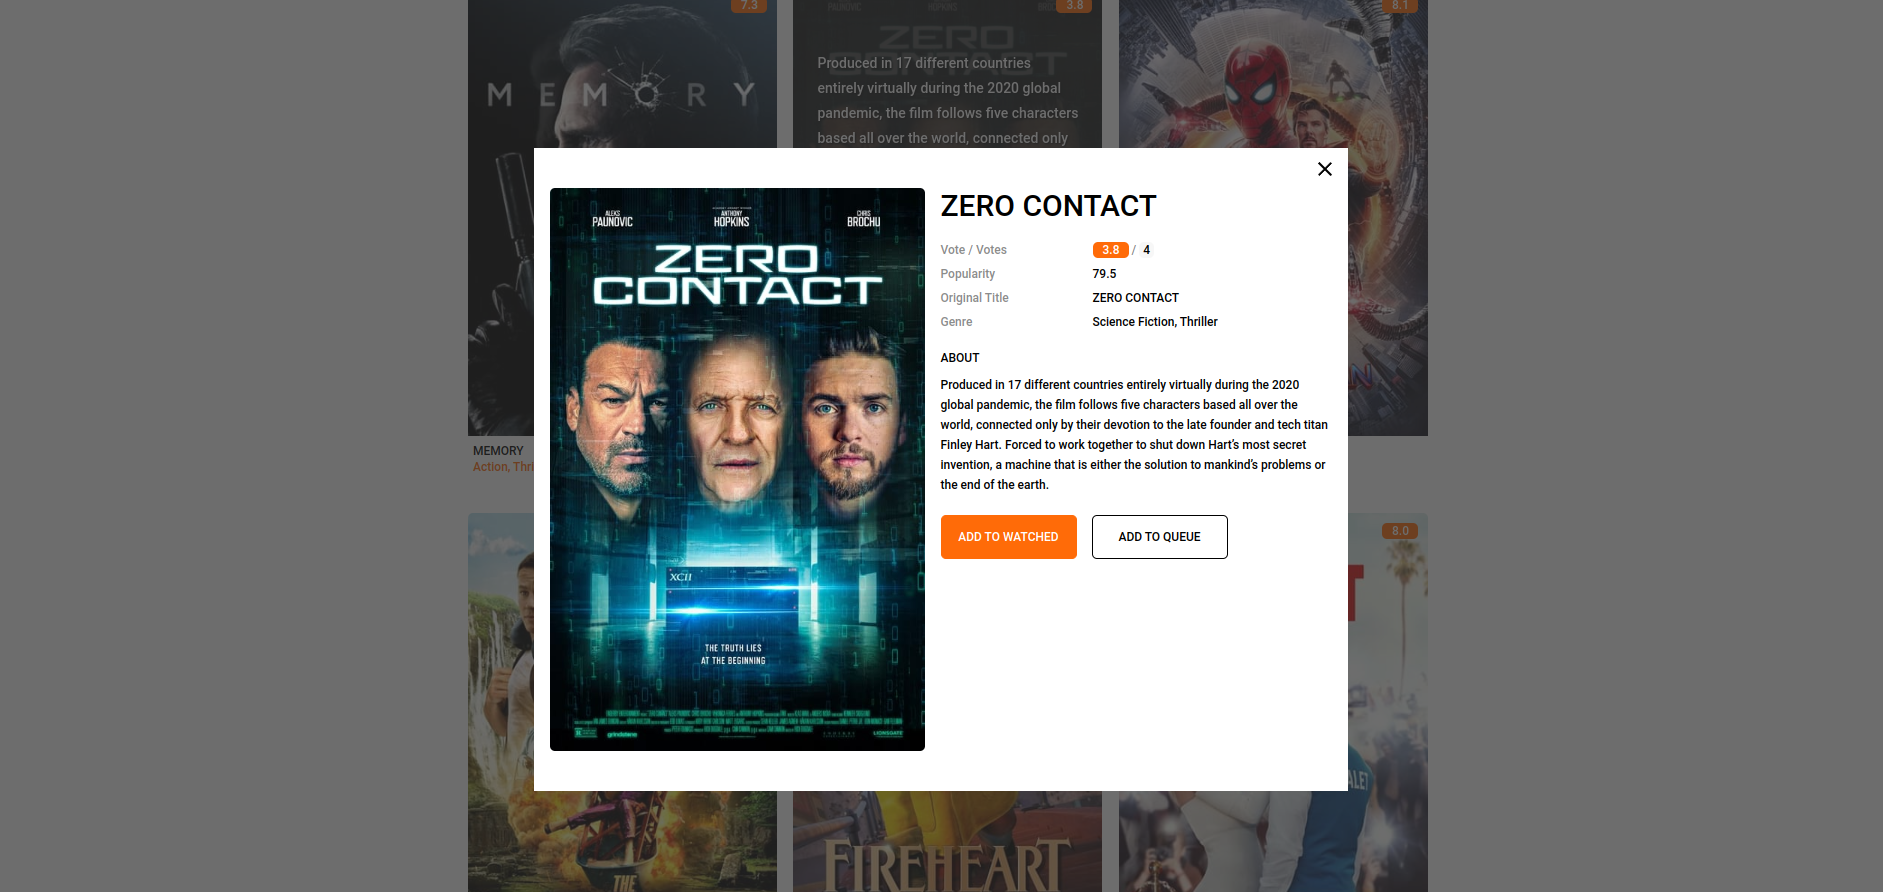 7.3
3.8
8.1
MEMORY
ZERO
CONTACT
Produced in 17 different countries
entirely virtually during the 2020 global
pandemic, the film follows five characters
based all over the world, connected only
MEMORY
Action, Thri
ALEKS
PAUNOVIC
ANTHONY
HOPKINS
CHRIS
BROCHU
ZERO
CONTACT
XCII
THE TRUTH LIES
AT THE BEGINNING
R
grindstone
LIONSGATE
ZERO CONTACT
Vote / Votes 3.8 / 4
Popularity 79.5
Original Title ZERO CONTACT
Genre Science Fiction, Thriller
ABOUT
Produced in 17 different countries entirely virtually during the 2020
global pandemic, the film follows five characters based all over the
world, connected only by their devotion to the late founder and tech titan
Finley Hart. Forced to work together to shut down Hart’s most secret
invention, a machine that is either the solution to mankind’s problems or
the end of the earth.
ADD TO WATCHED
ADD TO QUEUE
8.0
T
THE
FIREHEART